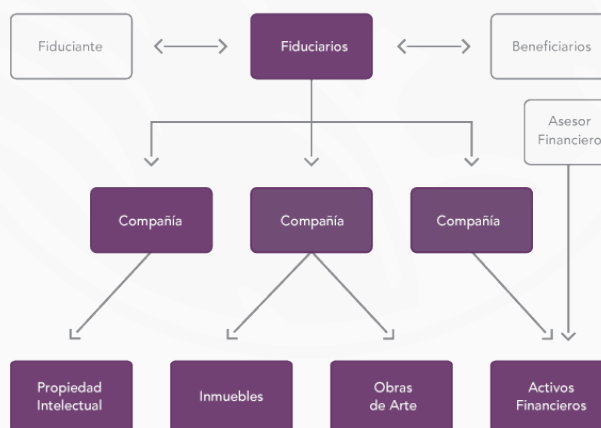 Fiduciante
Fiduciarios
Beneficiarios
Asesor
Financiero
Compañía
Compañía
Compañía
Propiedad
Intelectual
Inmuebles
Obras
de Arte
Activos
Financieros